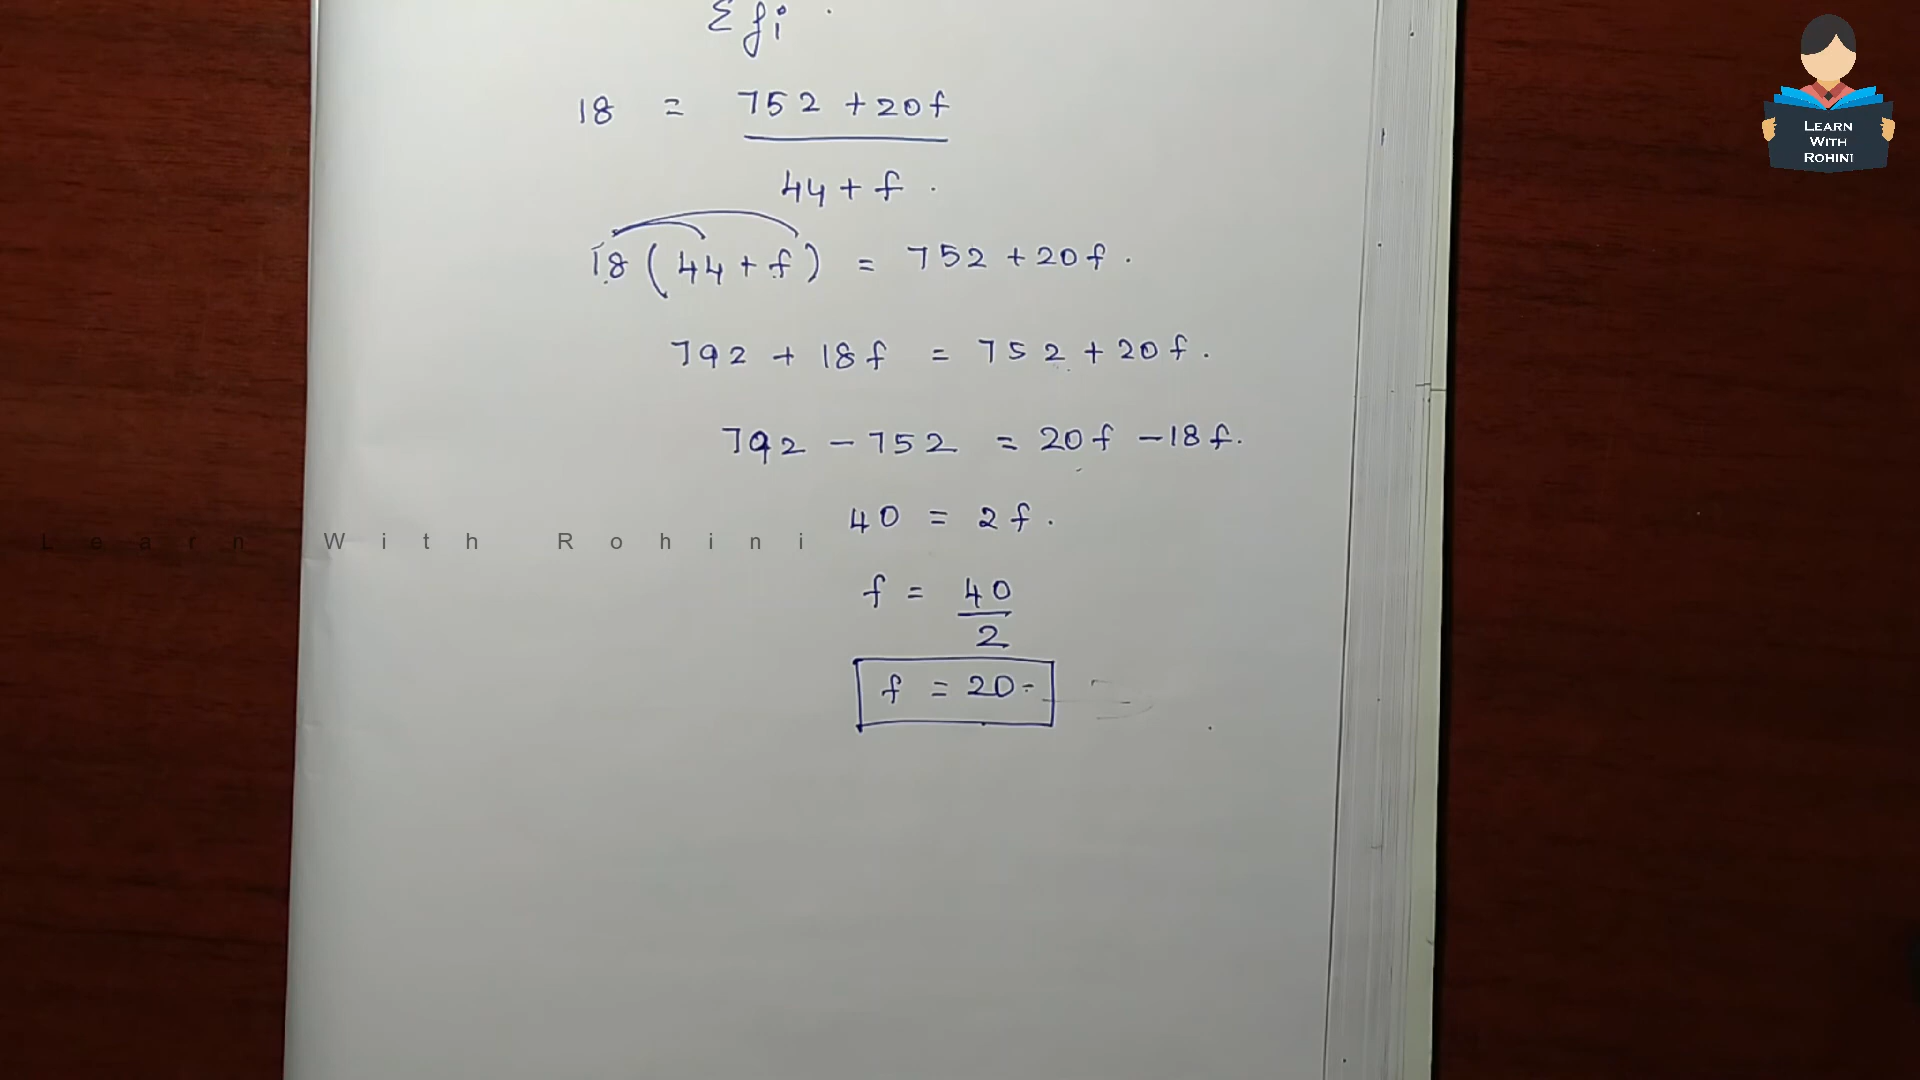 Σfi
18 = 752 + 20f
44 + f .
18 (44 + f) = 752 + 20f .
792 + 18f = 752 + 20f .
792 - 752 = 20f - 18f .
40 = 2f .
f = 40
2
f = 20
Learn With Rohini
LEARN
WITH
ROHINI